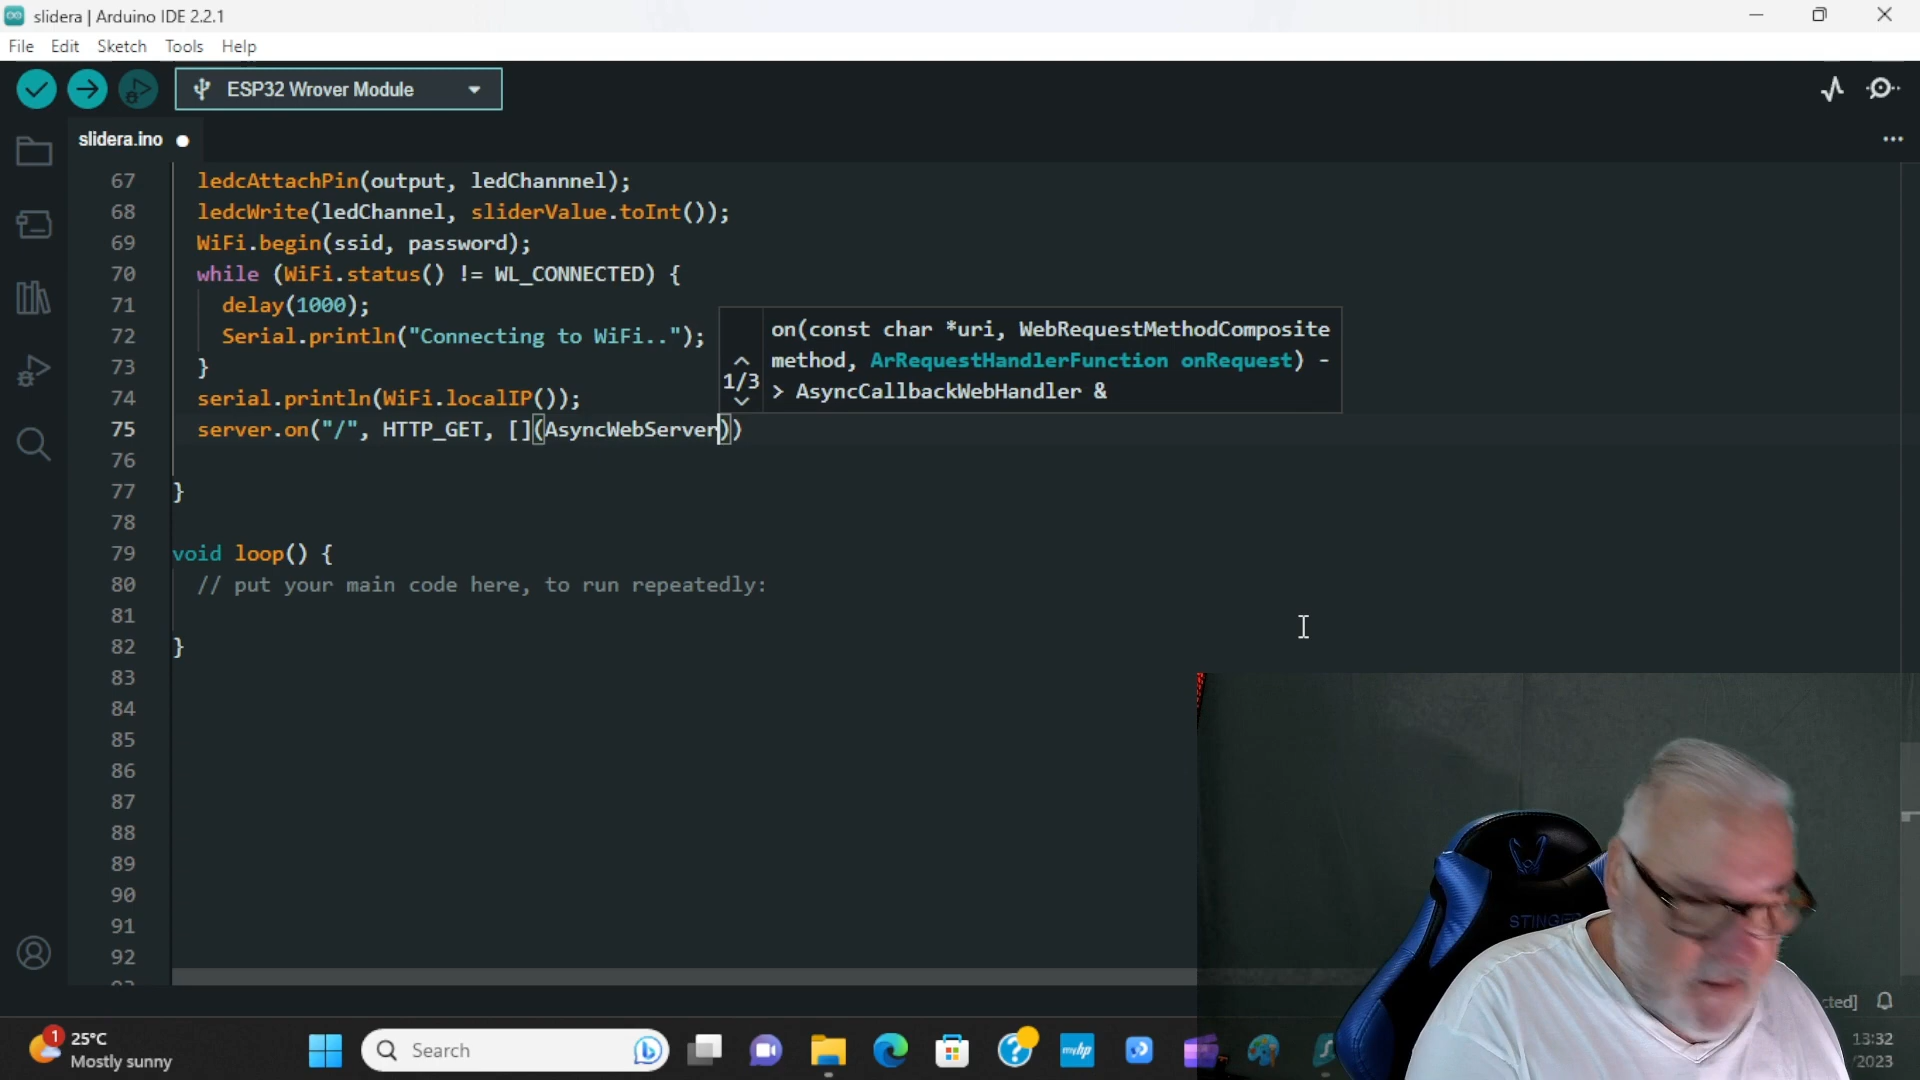 slidera | Arduino IDE 2.2.1
File Edit Sketch Tools Help
ESP32 Wrover Module
slidera.ino
67 ledcAttachPin(output, ledChannnel);
68 ledcWrite(ledChannel, sliderValue.toInt());
69 WiFi.begin(ssid, password);
70 while (WiFi.status() != WL_CONNECTED) {
71 delay(1000);
72 Serial.println("Connecting to WiFi..");
73 }
74 serial.println(WiFi.localIP());
75 server.on("/", HTTP_GET, [](AsyncWebServer))
on(const char *uri, WebRequestMethodComposite
1/3 method, ArRequestHandlerFunction onRequest) -
> AsyncCallbackWebHandler &
76
77 }
78
79 void loop() {
80 // put your main code here, to run repeatedly:
81
82 }
83
84
85
86
87
88
89
90
91
92
STINGER
cted]
1
25°C
Mostly sunny
Search
myhp
13:32
/2023